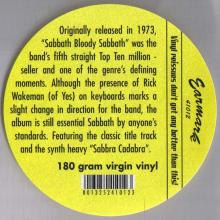 Originally released in 1973,
“Sabbath Bloody Sabbath” was the
band's fifth straight Top Ten million -
seller and one of the genre's defining
moments. Although the presence of Rick
Wakeman (of Yes) on keyboards marks a
slight change in direction for the band, the
album is still essential Sabbath by anyone's
standards. Featuring the classic title track
and the synth heavy “Sabbra Cadabra”.
180 gram virgin vinyl
8013252410123
Earmark
41012
Vinyl reissues don't get any better than this!